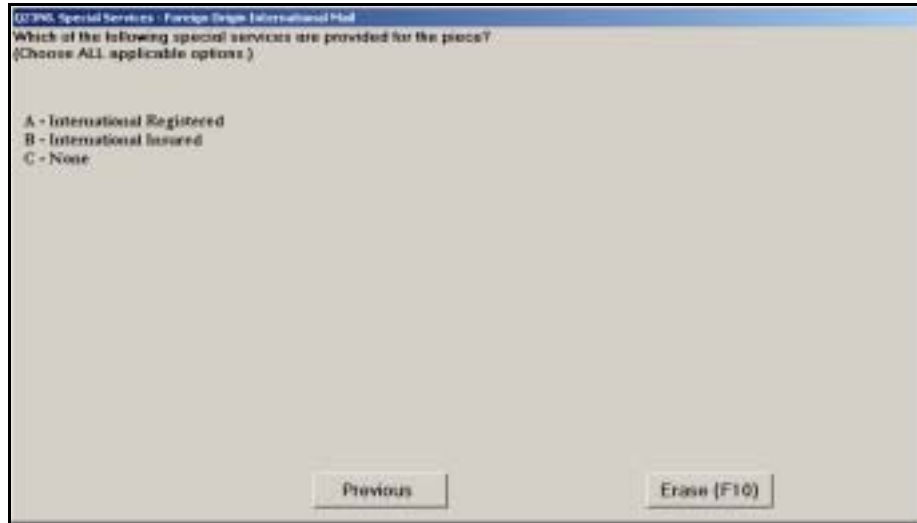 Q239G. Special Services - Foreign Origin International Mail
Which of the following special services are provided for the piece?
(Choose ALL applicable options.)
A - International Registered
B - International Insured
C - None
Previous
Erase (F10)